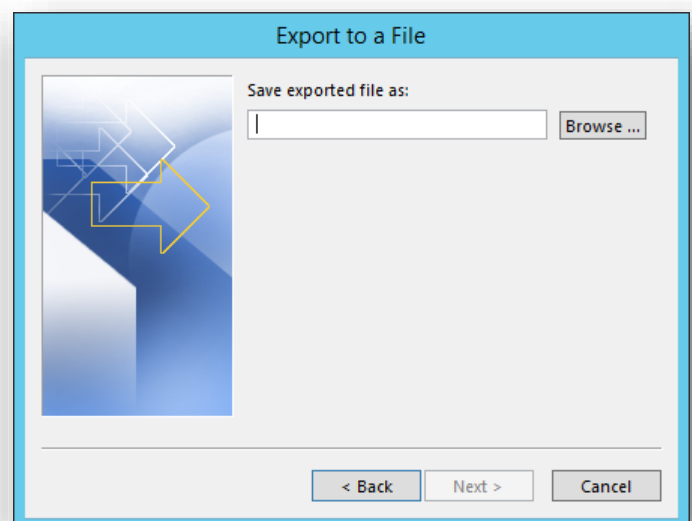 Export to a File
Save exported file as:
Browse ...
< Back Next > Cancel